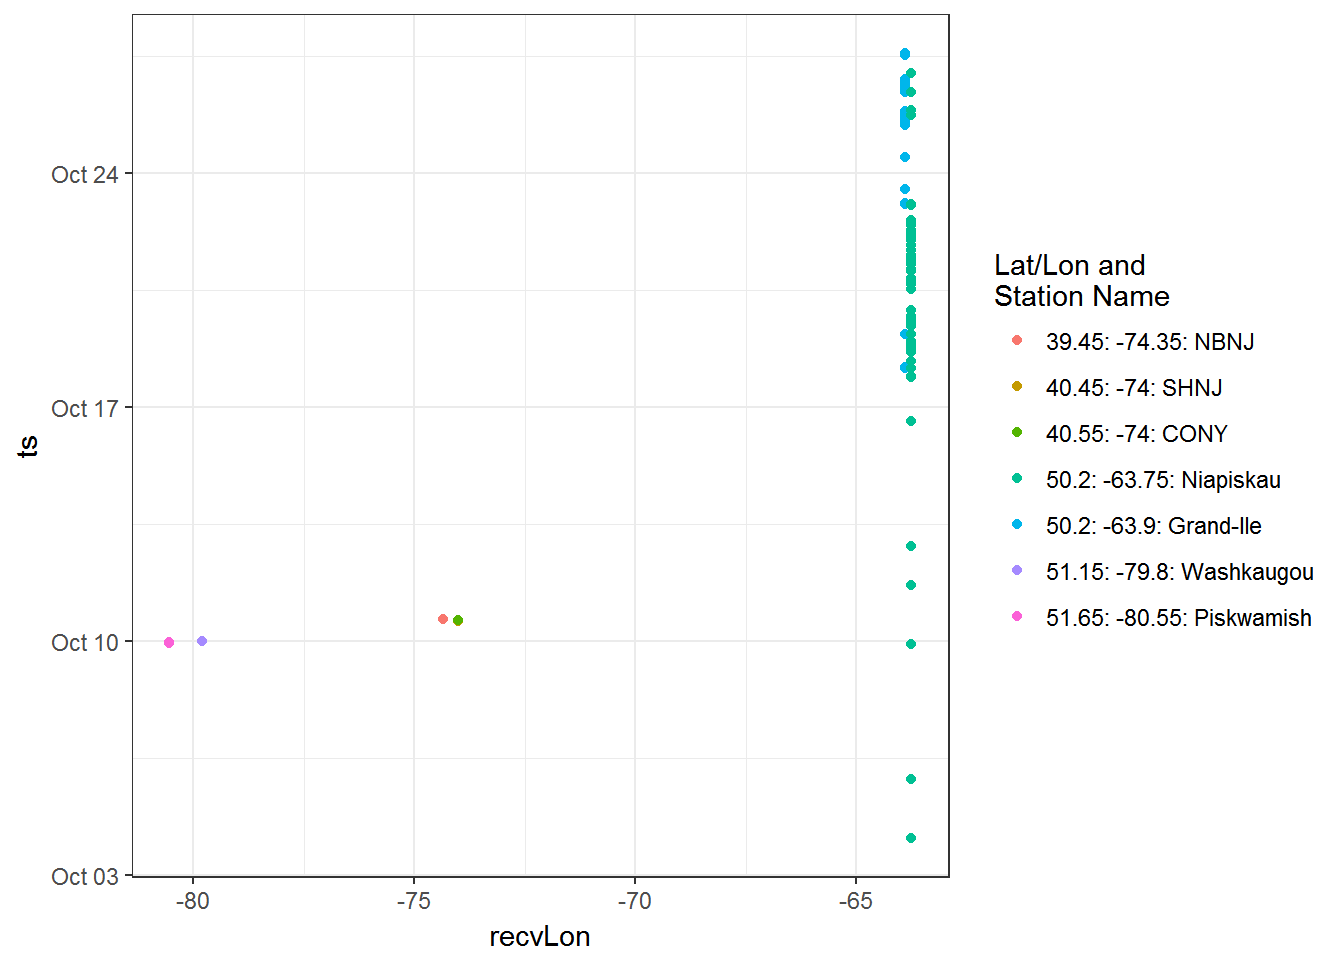 Oct 24
Oct 17
Oct 10
Oct 03
ts
-80
-75
-70
-65
recvLon
Lat/Lon and
Station Name
39.45: -74.35: NBNJ
40.45: -74: SHNJ
40.55: -74: CONY
50.2: -63.75: Niapiskau
50.2: -63.9: Grand-Ile
51.15: -79.8: Washkaugou
51.65: -80.55: Piskwamish